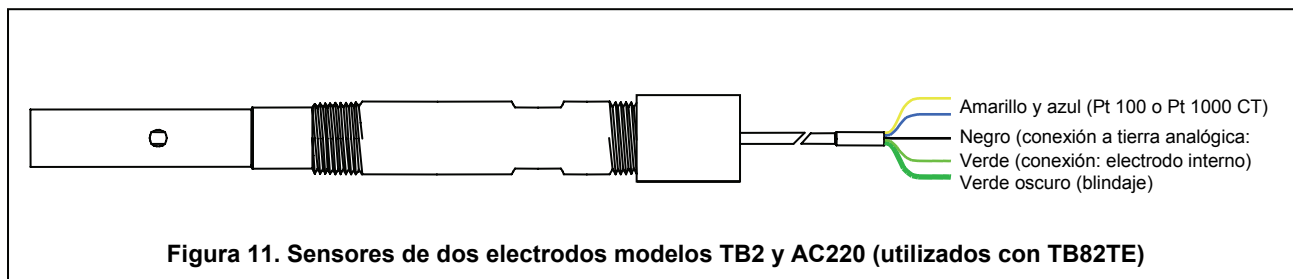 Amarillo y azul (Pt 100 o Pt 1000 CT)
Negro (conexión a tierra analógica:
Verde (conexión: electrodo interno)
Verde oscuro (blindaje)
Figura 11. Sensores de dos electrodos modelos TB2 y AC220 (utilizados con TB82TE)